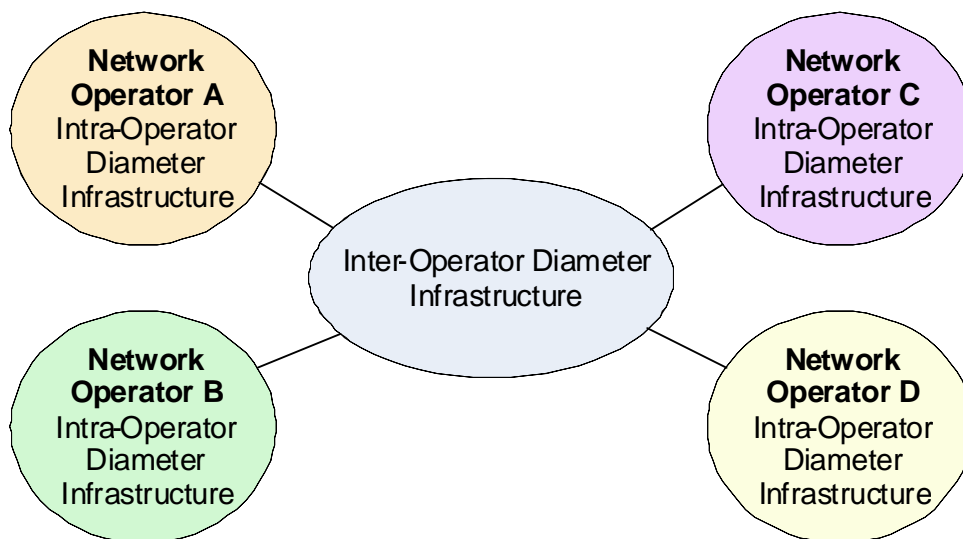 Network
Operator A
Intra-Operator
Diameter
Infrastructure
Network
Operator C
Intra-Operator
Diameter
Infrastructure
Inter-Operator Diameter
Infrastructure
Network
Operator B
Intra-Operator
Diameter
Infrastructure
Network
Operator D
Intra-Operator
Diameter
Infrastructure